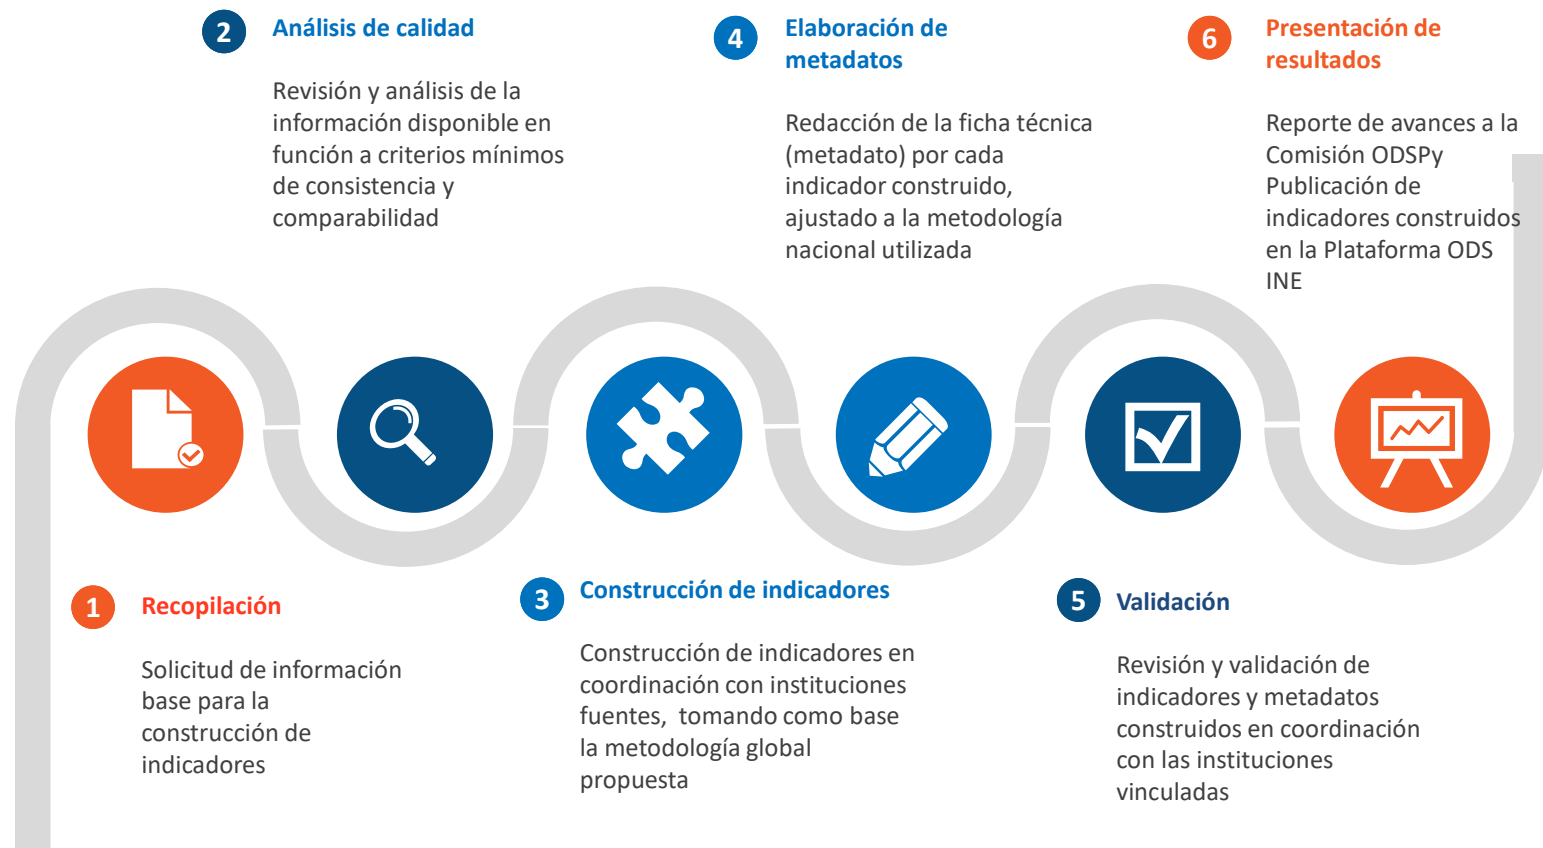 2
Análisis de calidad
Revisión y análisis de la
información disponible en
función a criterios mínimos
de consistencia y
comparabilidad
4
Elaboración de
metadatos
Redacción de la ficha técnica
(metadato) por cada
indicador construido,
ajustado a la metodología
nacional utilizada
6
Presentación de
resultados
Reporte de avances a la
Comisión ODSPy
Publicación de
indicadores construidos
en la Plataforma ODS
INE
1
Recopilación
Solicitud de información
base para la
construcción de
indicadores
3
Construcción de indicadores
Construcción de indicadores en
coordinación con instituciones
fuentes, tomando como base
la metodología global
propuesta
5
Validación
Revisión y validación de
indicadores y metadatos
construidos en coordinación
con las instituciones
vinculadas